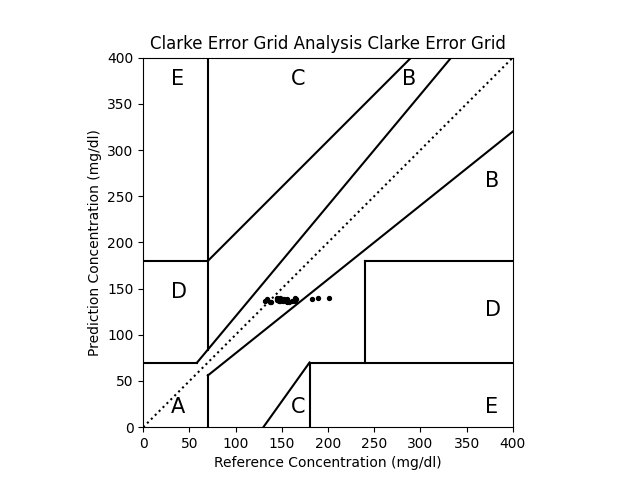 Clarke Error Grid Analysis Clarke Error Grid
Prediction Concentration (mg/dl)
400
350
300
250
200
150
100
50
0
E
C
B
B
D
D
A
C
E
0 50 100 150 200 250 300 350 400
Reference Concentration (mg/dl)